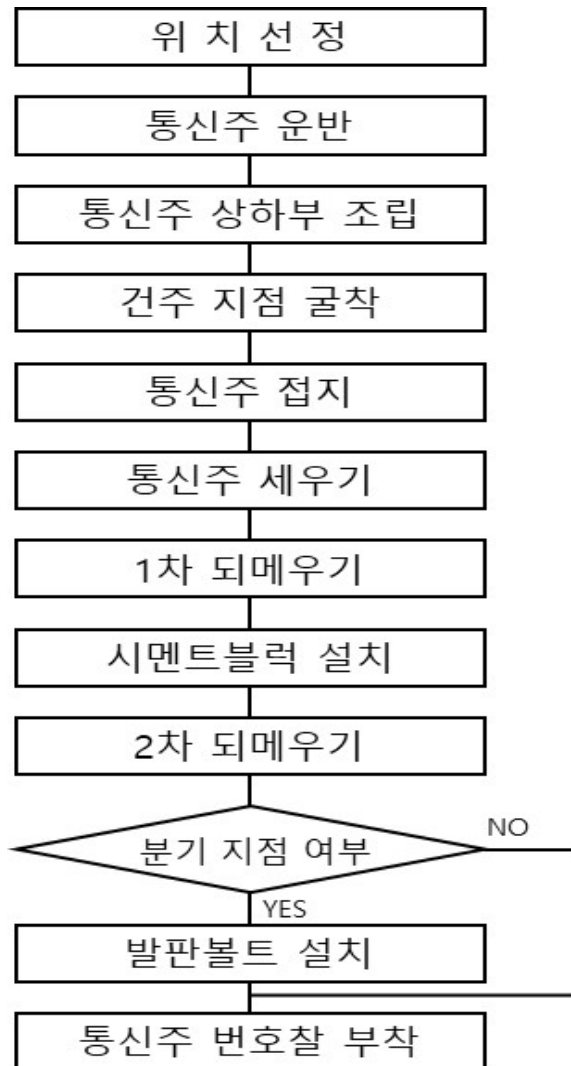 위 치 선 정
통신주 운반
통신주 상하부 조립
건주 지점 굴착
통신주 접지
통신주 세우기
1차 되메우기
시멘트블럭 설치
2차 되메우기
분기 지점 여부
NO
YES
발판볼트 설치
통신주 번호찰 부착